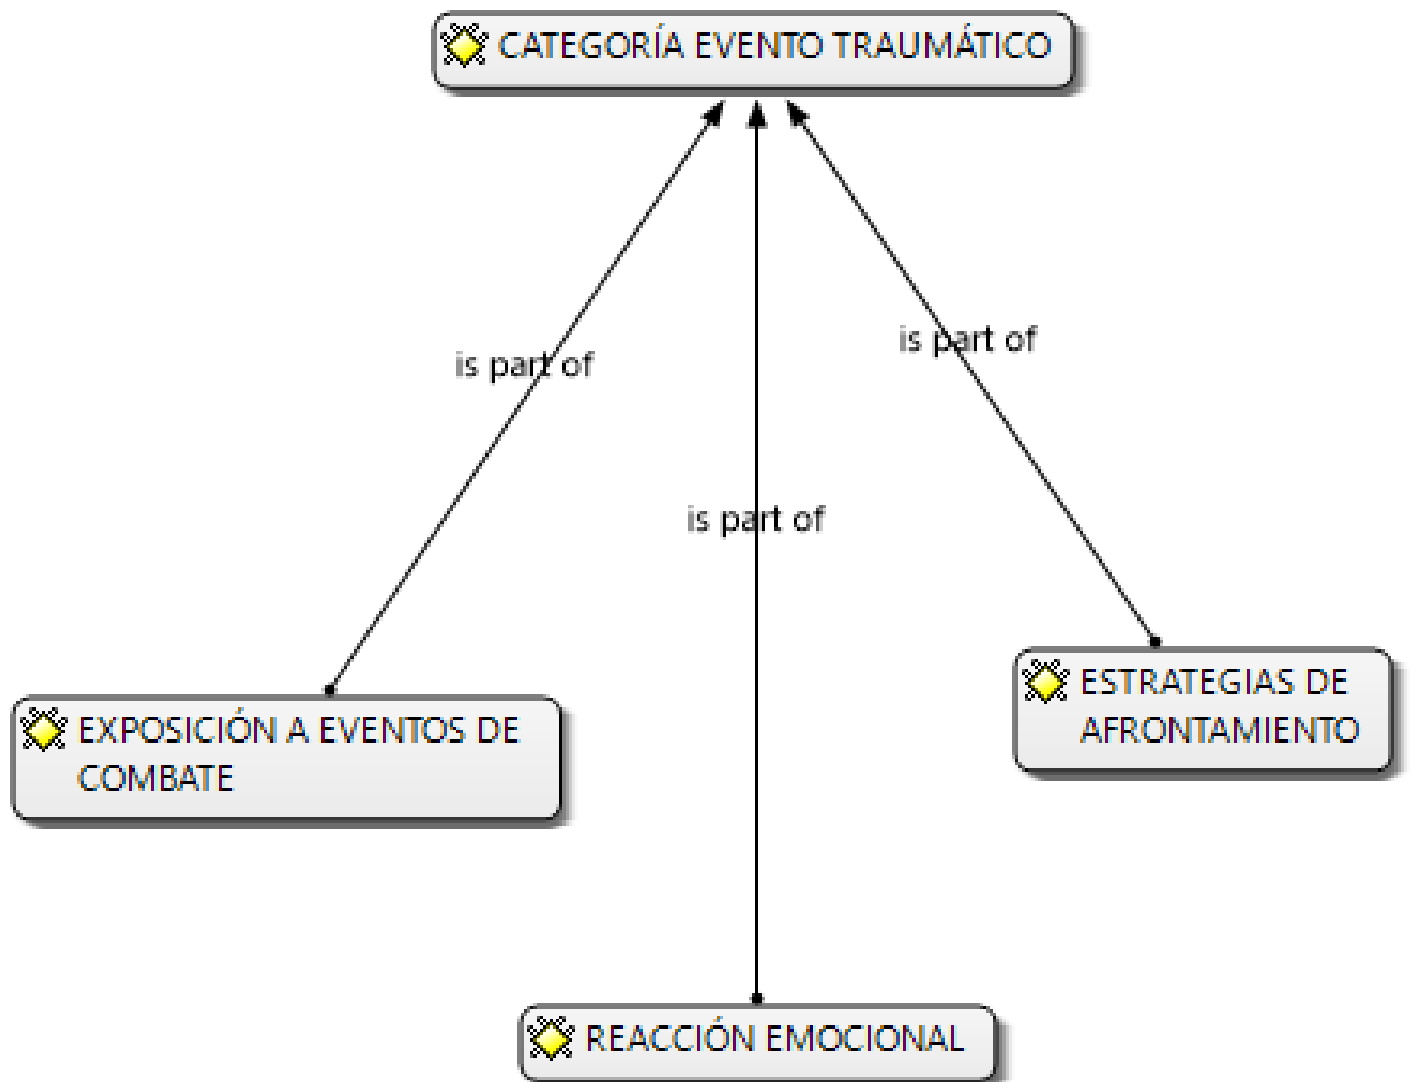 CATEGORÍA EVENTO TRAUMÁTICO
is part of
is part of
is part of
EXPOSICIÓN A EVENTOS DE
COMBATE
ESTRATEGIAS DE
AFRONTAMIENTO
REACCIÓN EMOCIONAL